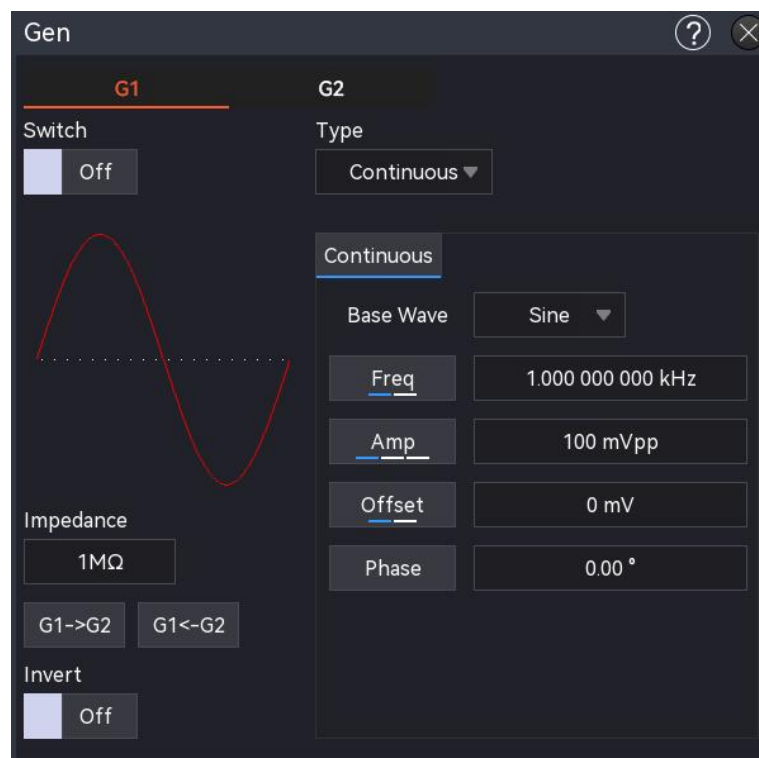 Gen
?
G1 G2
Switch
Off
Type
Continuous
Continuous
Base Wave Sine
Freq 1.000 000 000 kHz
Amp 100 mVpp
Offset 0 mV
Phase 0.00 °
Impedance
1MΩ
G1->G2 G1<-G2
Invert
Off